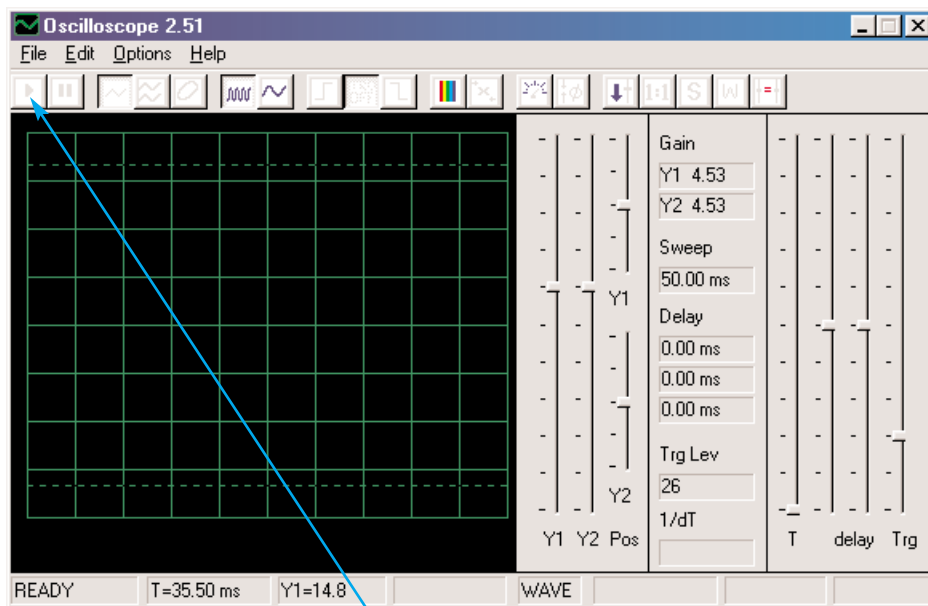 Oscilloscope 2.51
File Edit Options Help
1:1 S W
Gain
Y1 4.53
Y2 4.53
Sweep
50.00 ms
Y1
Delay
0.00 ms
0.00 ms
0.00 ms
Trg Lev
26
Y2
1/dT
Y1 Y2 Pos
T delay Trg
READY T=35.50 ms Y1=14.8 WAVE